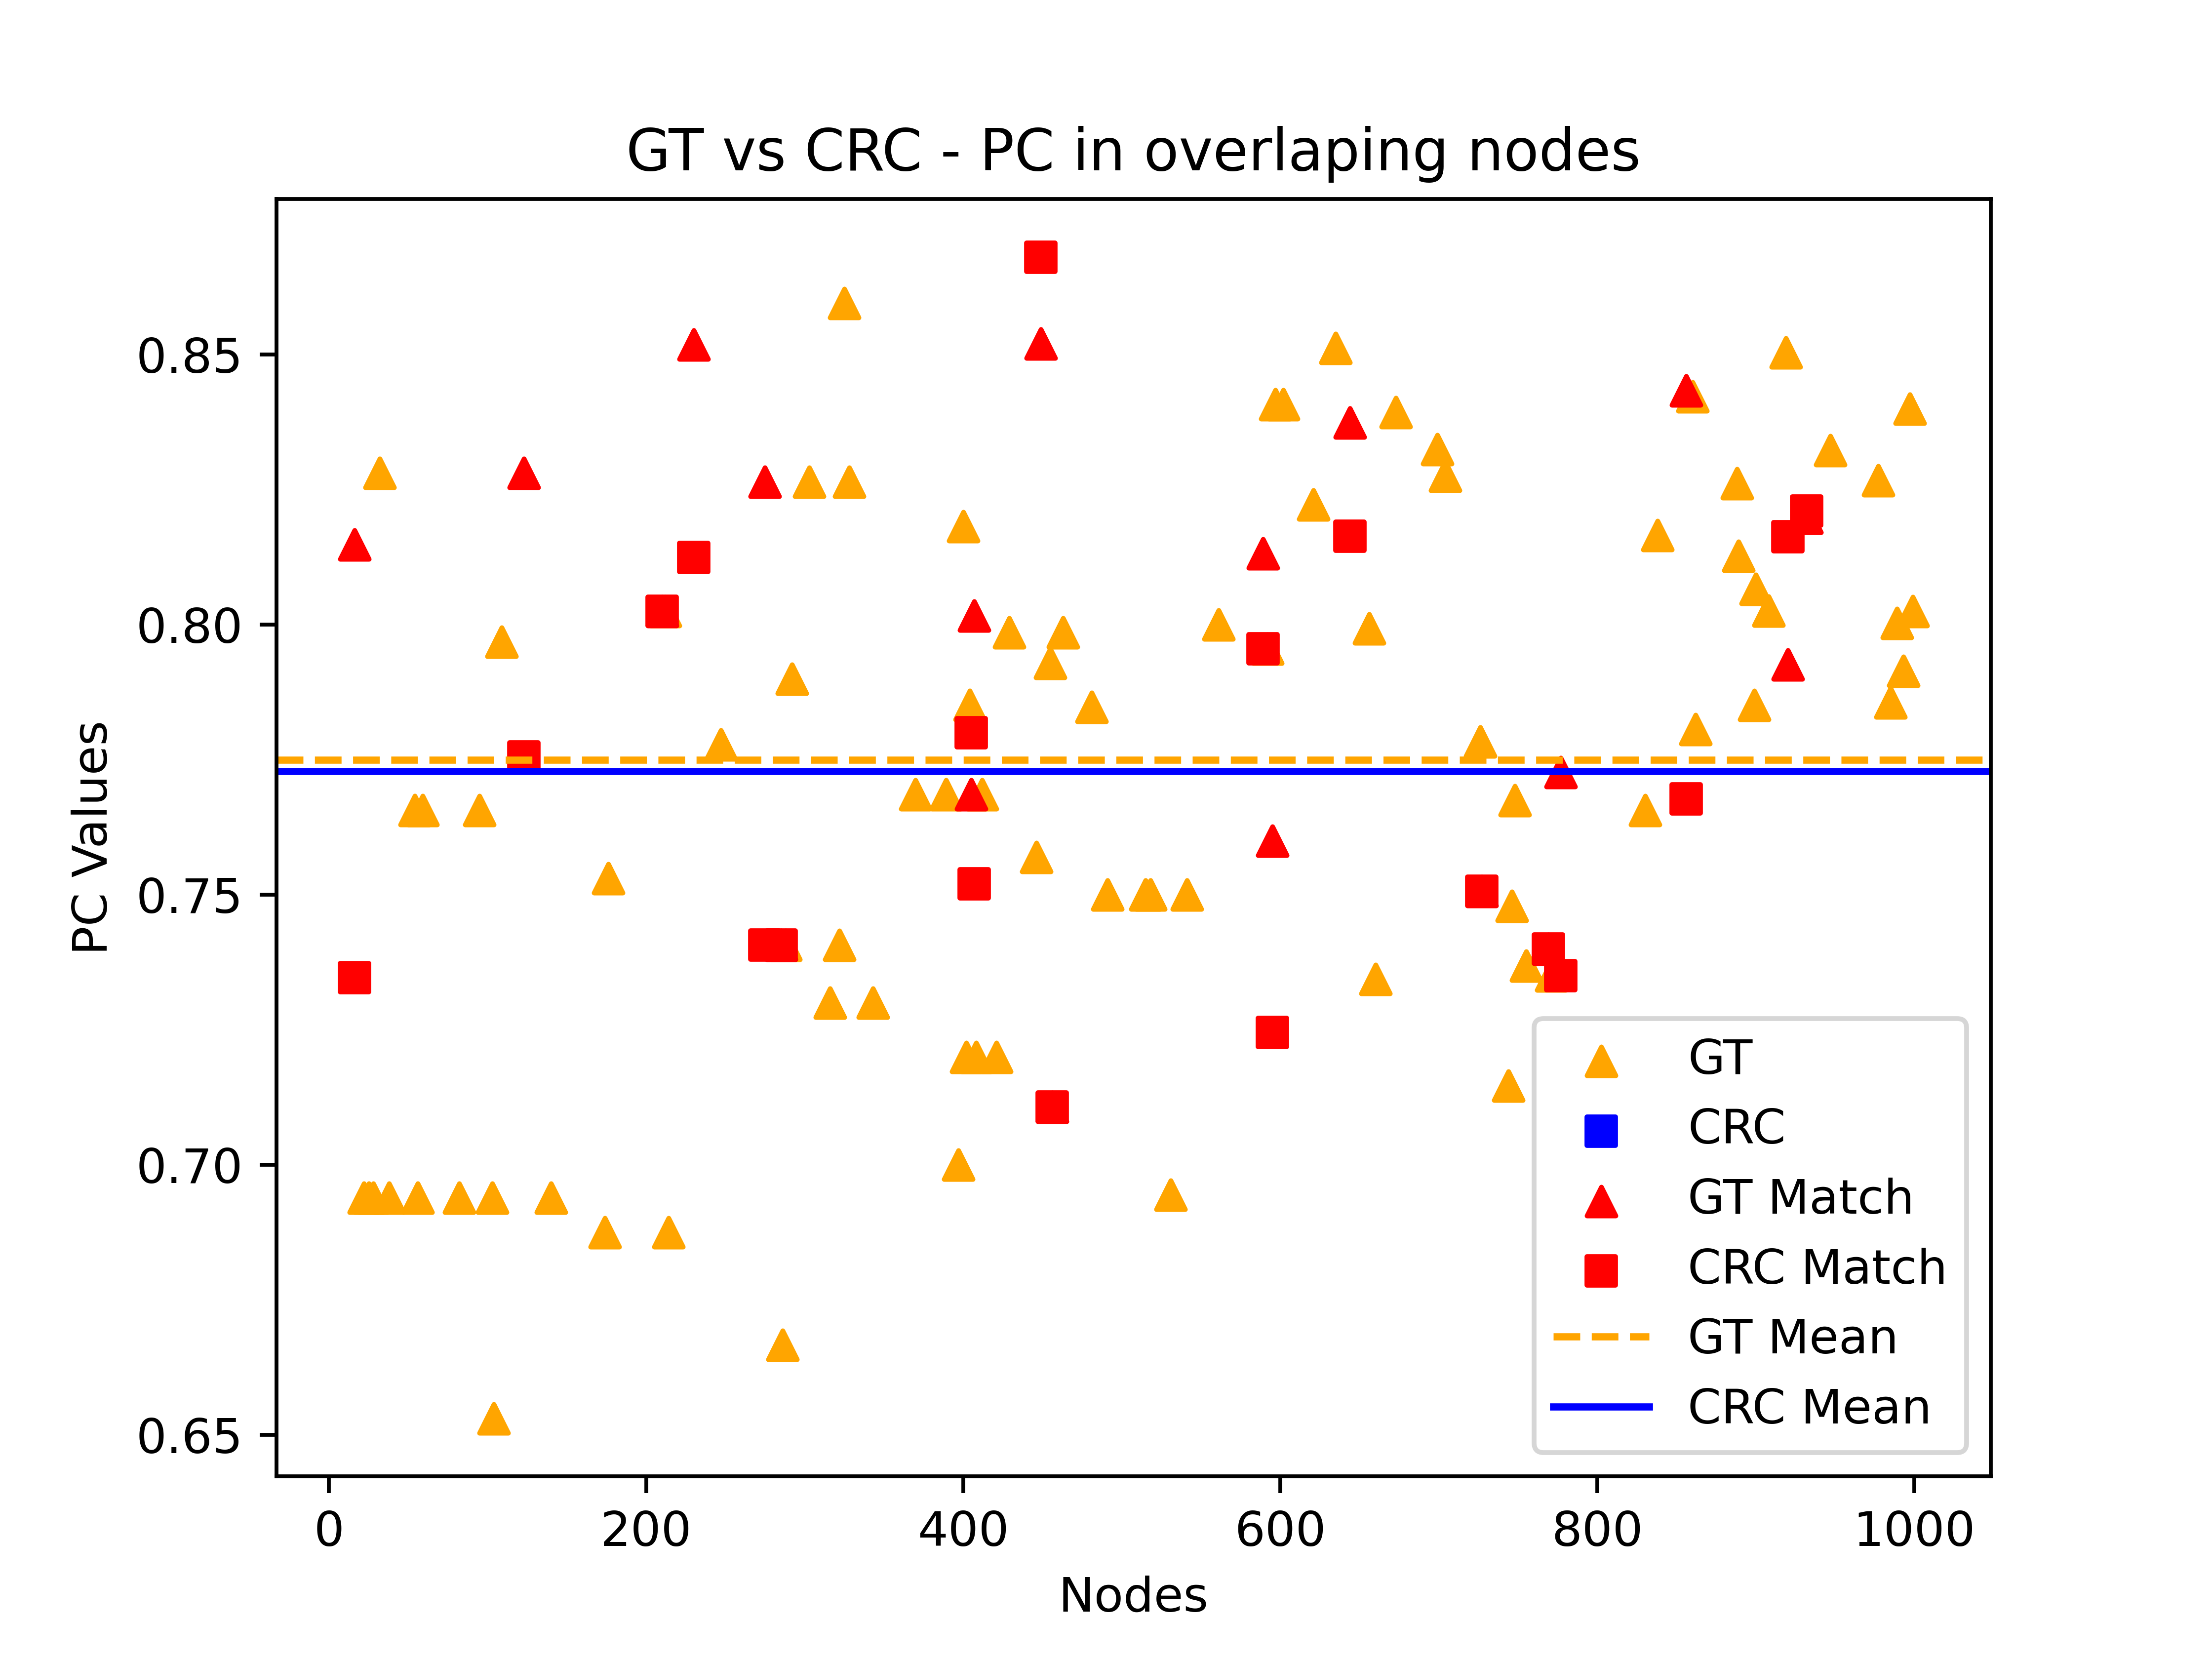 GT vs CRC - PC in overlaping nodes
PC Values
0.85
0.80
0.75
0.70
0.65
GT
CRC
GT Match
CRC Match
GT Mean
CRC Mean
0 200 400 600 800 1000
Nodes